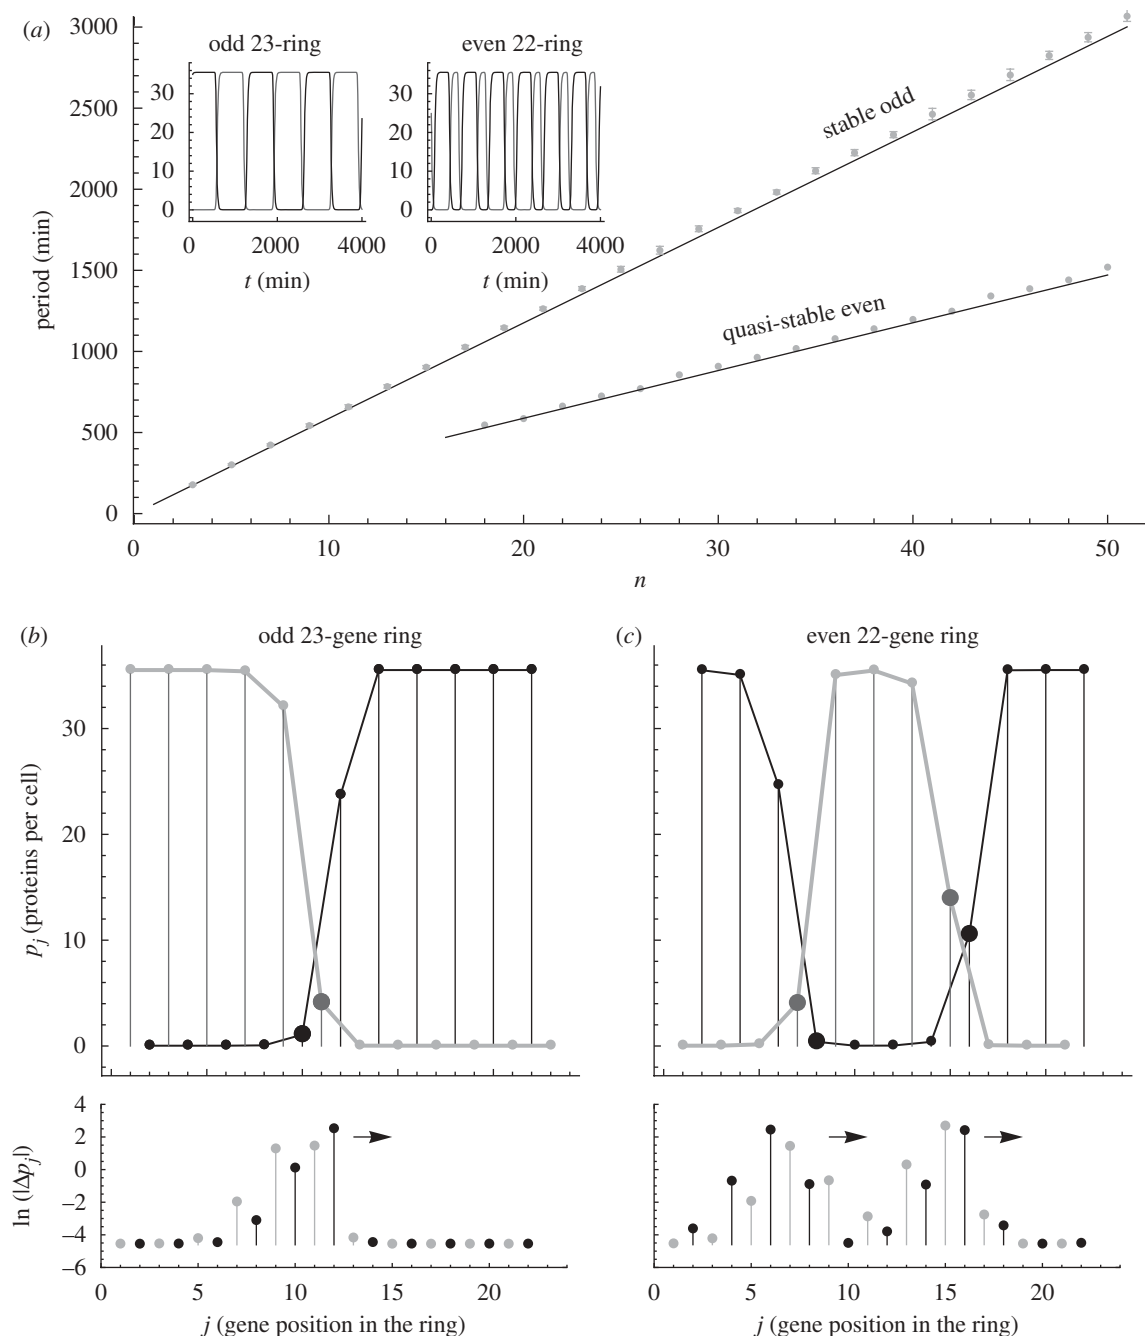 (a)
odd 23-ring
even 22-ring
30
20
10
0
0
2000
4000
t (min)
30
20
10
0
0
2000
4000
t (min)
stable odd
quasi-stable even
period (min)
3000
2500
2000
1500
1000
500
0
0
10
20
30
40
50
n
(b)
odd 23-gene ring
(c)
even 22-gene ring
p_j (proteins per cell)
30
20
10
0
ln (|Δp_j|)
4
2
0
−2
−4
−6
0
5
10
15
20
0
5
10
15
20
j (gene position in the ring)
j (gene position in the ring)